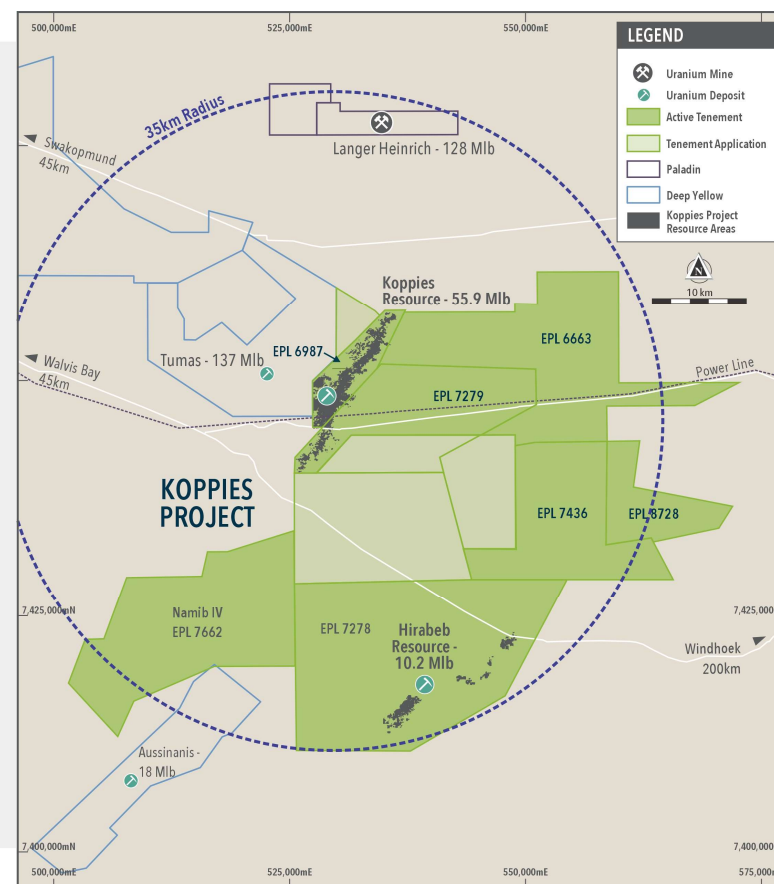 500,000mE
525,000mE
550,000mE
LEGEND
Uranium Mine
Uranium Deposit
Active Tenement
Tenement Application
Paladin
Deep Yellow
Koppies Project
Resource Areas
10 km
35km Radius
Langer Heinrich - 128 Mlb
Swakopmund
45km
Koppies
Resource - 55.9 Mlb
EPL 6663
EPL 6987
Tumas - 137 Mlb
Walvis Bay
45km
Power Line
EPL 7279
KOPPIES
PROJECT
EPL 7436
EPL 8728
7,425,000mN
7,425,000
Namib IV
EPL 7662
EPL 7278
Hirabeb
Resource -
10.2 Mlb
Windhoek
200km
Aussinanis -
18 Mlb
7,400,000mN
7,400,000
500,000mE
525,000mE
550,000mE
575,000m